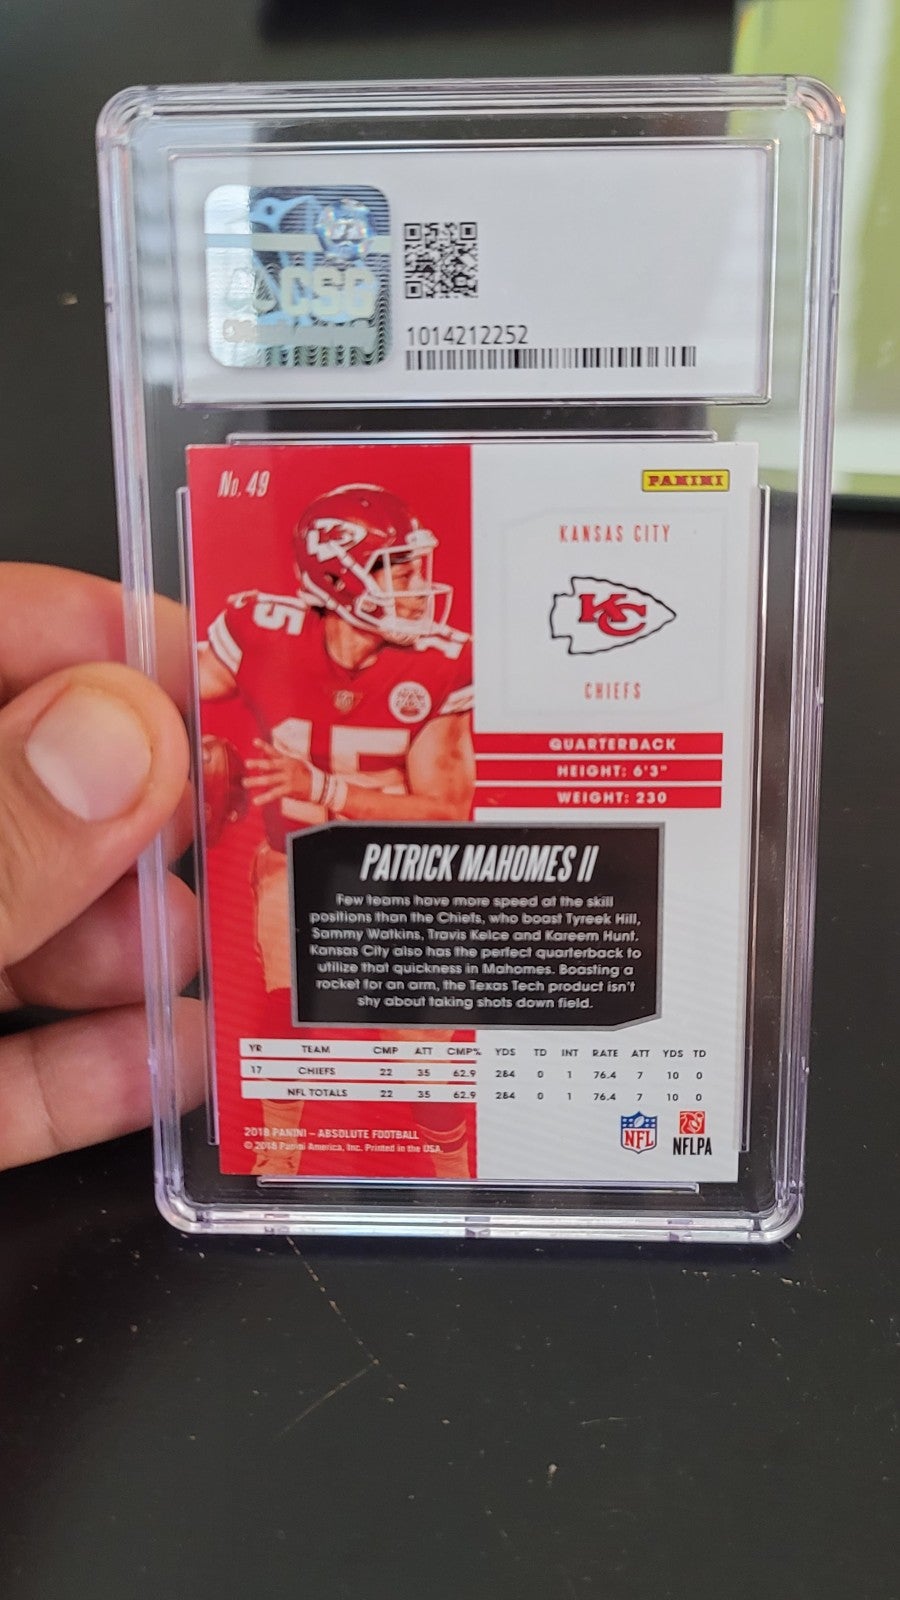 CSG
1014212252
No. 49
PANINI
KANSAS CITY
KC
CHIEFS
15
15
QUARTERBACK
HEIGHT: 6'3"
WEIGHT: 230
PATRICK MAHOMES II
Few teams have more speed at the skill
positions than the Chiefs, who boast Tyreek Hill,
Sammy Watkins, Travis Kelce and Kareem Hunt.
Kansas City also has the perfect quarterback to
utilize that quickness in Mahomes. Boasting a
rocket for an arm, the Texas Tech product isn't
shy about taking shots down field.
YR TEAM CMP ATT CMP% YDS TD INT RATE ATT YDS TD
17 CHIEFS 22 35 62.9 284 0 1 76.4 7 10 0
NFL TOTALS 22 35 62.9 284 0 1 76.4 7 10 0
2018 PANINI – ABSOLUTE FOOTBALL
© 2018 Panini America, Inc. Printed in the USA.
NFL
NFLPA